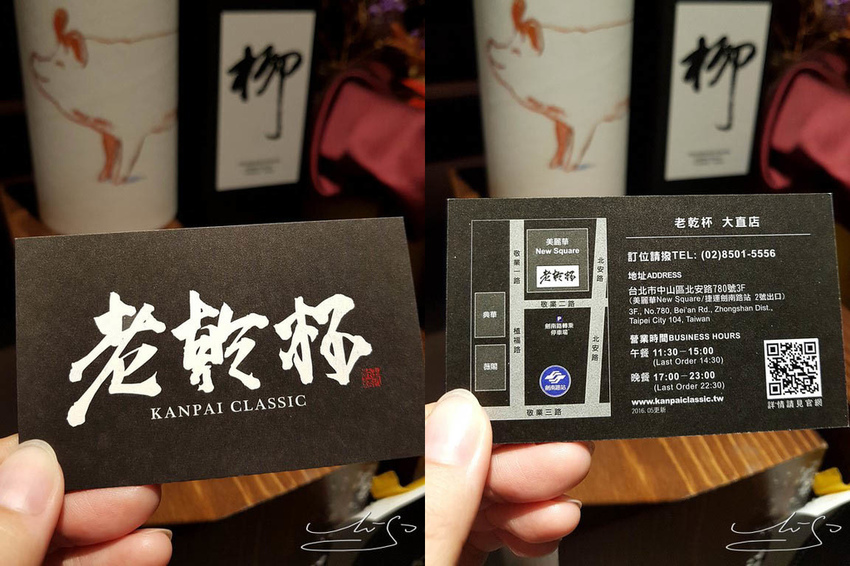 柳
老乾杯
KANPAI CLASSIC
柳
老乾杯 大直店
訂位請撥TEL: (02)8501-5556
地址ADDRESS
台北市中山區北安路780號3F
(美麗華New Square/捷運劍南路站 2號出口)
3F., No.780, Bei'an Rd., Zhongshan Dist.,
Taipei City 104, Taiwan
營業時間BUSINESS HOURS
午餐 11:30－15:00
(Last Order 14:30)
晚餐 17:00－23:00
(Last Order 22:30)
www.kanpaiclassic.tw
2016.05更新
詳情請見官網
美麗華
New Square
老乾杯
敬業一路
北安路
敬業二路
典華
植福路
P
劍南路轉乘
停車場
北安路
薇閣
劍南路站
敬業三路